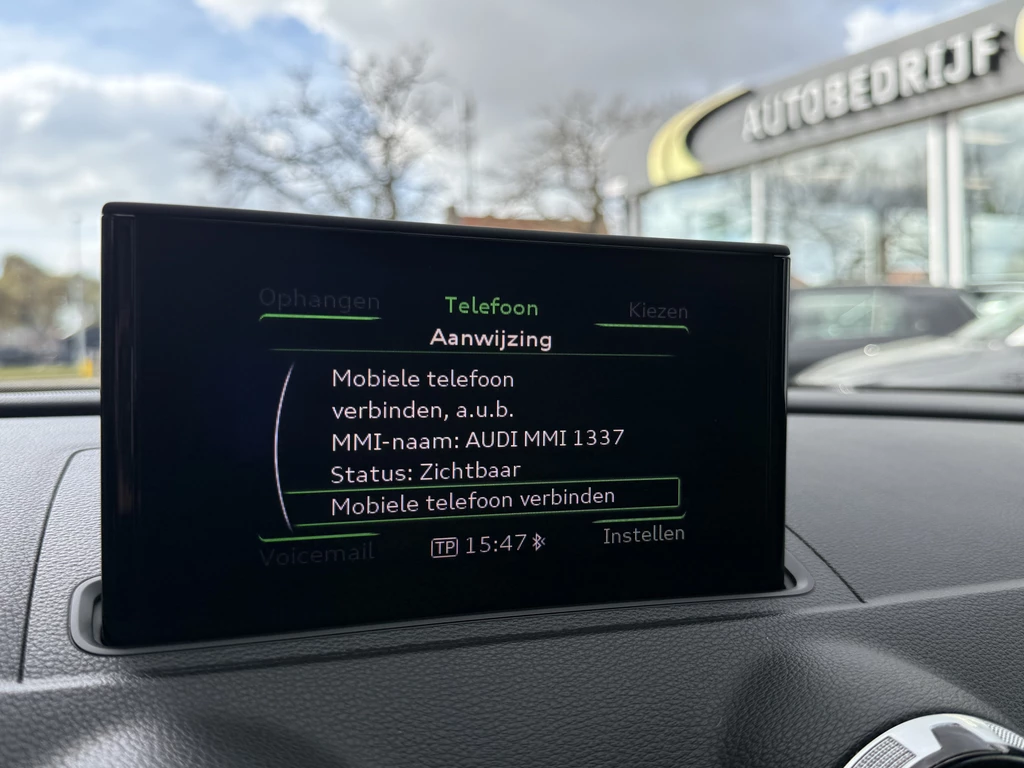 AUTOBEDRIJF
Ophangen Telefoon Kiezen
Aanwijzing
Mobiele telefoon
verbinden, a.u.b.
MMI-naam: AUDI MMI 1337
Status: Zichtbaar
Mobiele telefoon verbinden
Voicemail TP 15:47 Instellen